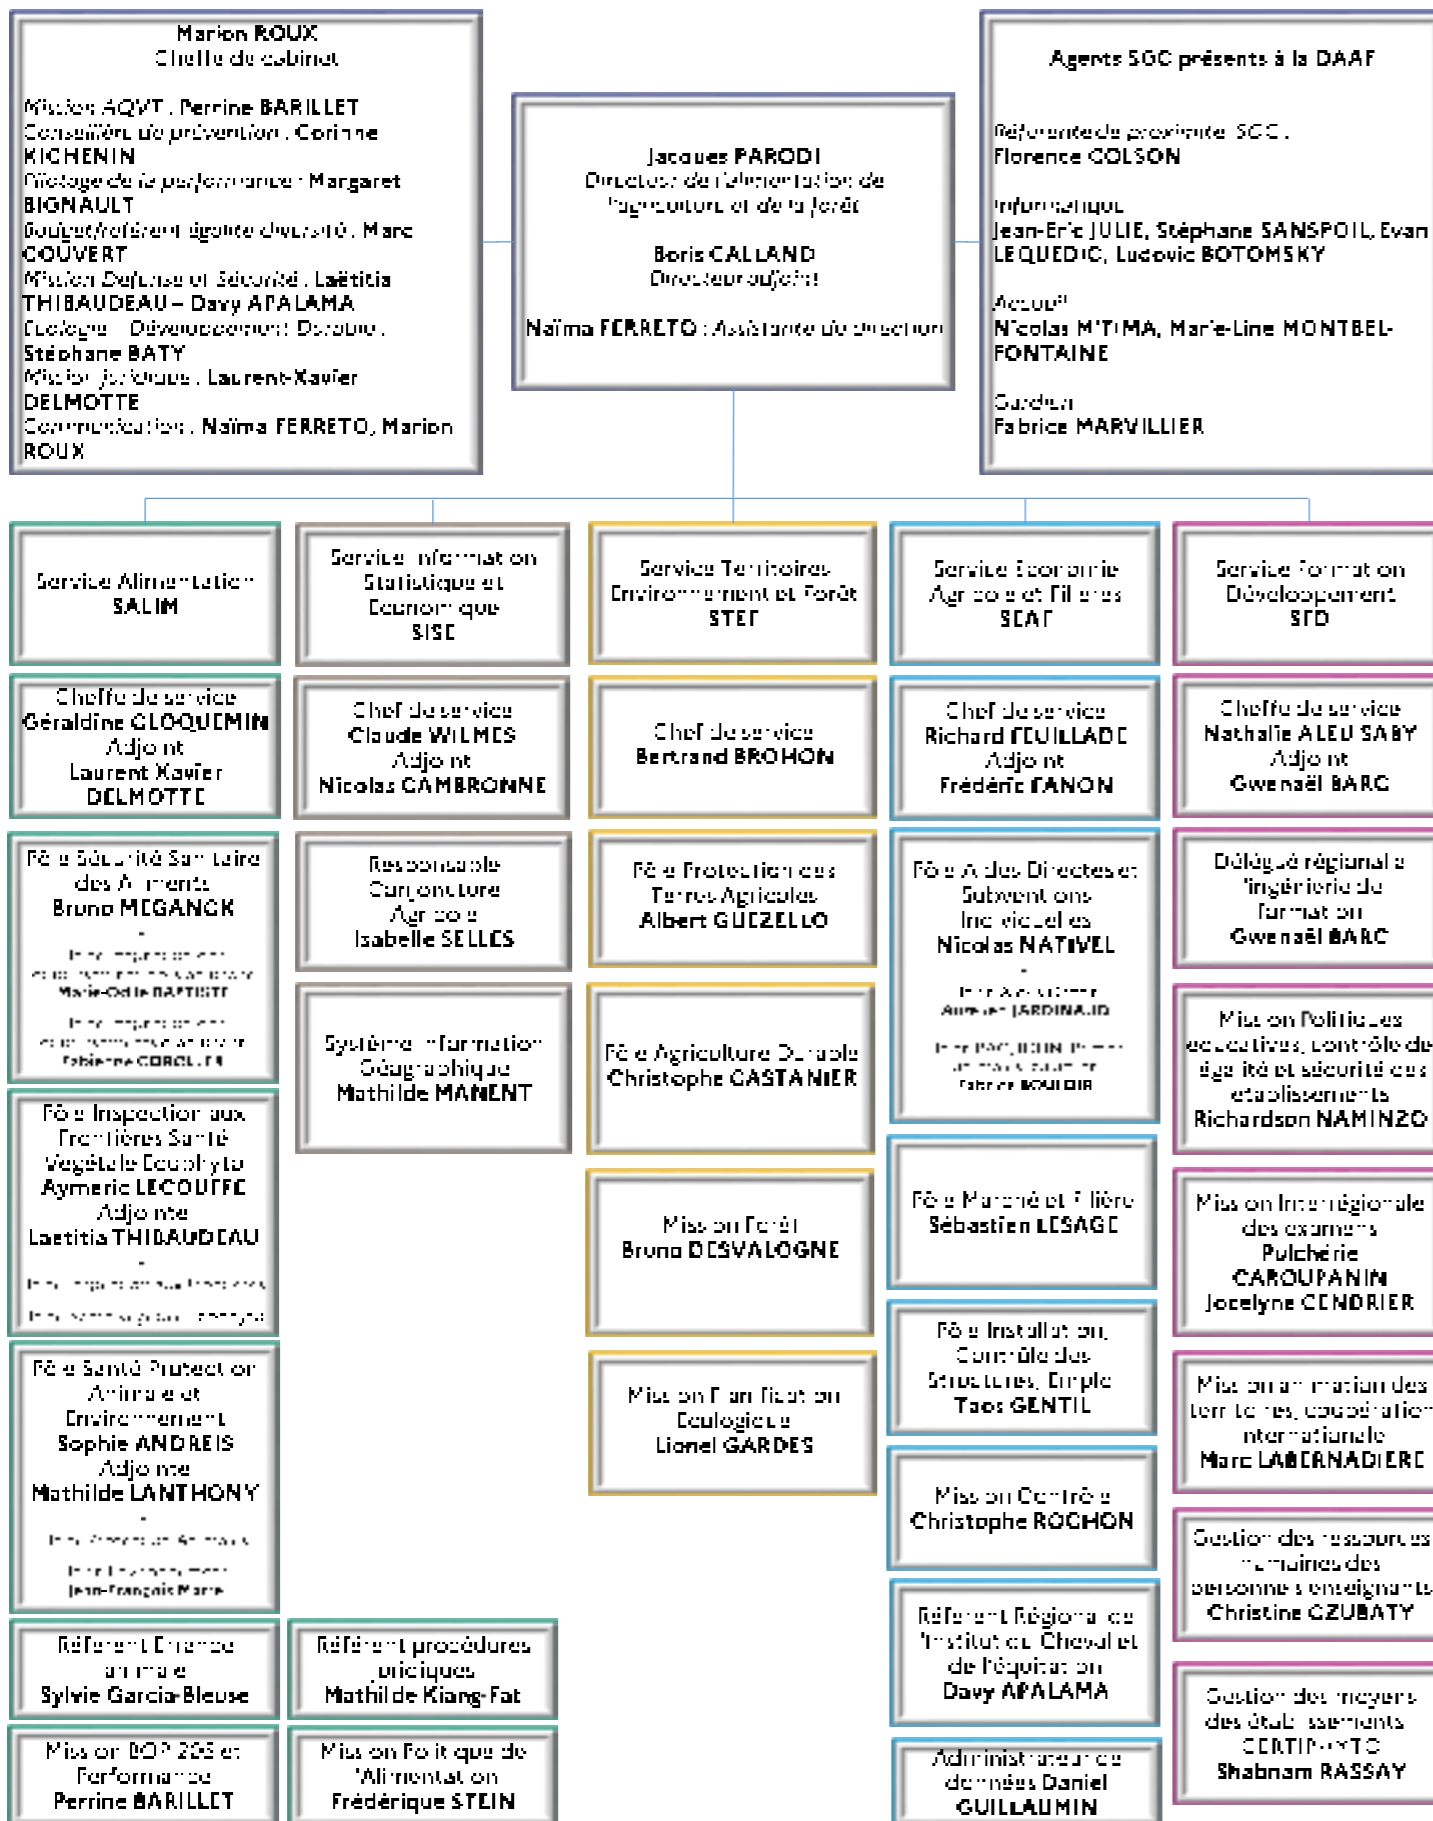 Marion ROUX
Cheffe de cabinet
Mission AQVT : Perrine BARILLET
Conseillère de prévention : Corinne
KICHENIN
Pilotage de la performance : Margaret
BIGNAULT
Budget/référent égalité diversité : Marc
COUVERT
Mission Défense et Sécurité : Laëtitia
THIBAUDEAU – Davy APALAMA
Ecologie – Développement Durable :
Stéphane BATY
Mission juridique : Laurent-Xavier
DELMOTTE
Communication : Naïma FERRETO, Marion
ROUX
Jacques PARODI
Directeur de l'alimentation de
l'agriculture et de la forêt
Boris CALLAND
Directeur adjoint
Naïma FERRETO : Assistante de direction
Agents SGC présents à la DAAF
Référente de proximité SGC :
Florence COLSON
Informatique
Jean-Eric JULIE, Stéphane SANSPOIL, Evan
LEQUEDIC, Ludovic BOTOMSKY
Accueil
Nicolas M'TIMA, Marie-Line MONTBEL-
FONTAINE
Gardien
Fabrice MARVILLIER
Service Alimentation
SALIM
Cheffe de service
Géraldine CLOQUEMIN
Adjoint
Laurent Xavier
DELMOTTE
Pôle Sécurité Sanitaire
des Aliments
Bruno MEGANCK
-
Marie-Odile BAPTISTE
Fabienne COROLLER
Pôle Inspection aux
Frontières Santé
Végétale Ecophyto
Aymeric LECOUFFE
Adjointe
Laetitia THIBAUDEAU
-
Pôle Santé Protection
Animale et
Environnement
Sophie ANDREIS
Adjointe
Mathilde LANTHONY
-
Jean-François Marie
Référent Errance
animale
Sylvie Garcia-Bleuse
Mission BOP 206 et
Performance
Perrine BARILLET
Référent procédures
juridiques
Mathilde Kiang-Fat
Mission Politique de
l'Alimentation
Frédérique STEIN
Service Information
Statistique et
Economique
SISE
Chef de service
Claude WILMES
Adjoint
Nicolas CAMBRONNE
Responsable
Conjoncture
Agricole
Isabelle SELLES
Système Information
Géographique
Mathilde MANENT
Service Territoires
Environnement et Forêt
STEF
Chef de service
Bertrand BROHON
Pôle Protection des
Terres Agricoles
Albert GUEZELLO
Pôle Agriculture Durable
Christophe CASTANIER
Mission Forêt
Bruno DESVALOGNE
Mission Planification
Ecologique
Lionel GARDES
Service Economie
Agricole et Filières
SEAF
Chef de service
Richard FEUILLADE
Adjoint
Frédéric FANON
Pôle Aides Directes et
Subventions
Individuelles
Nicolas NATIVEL
-
Aurelien JARDINAUD
Fabrice BOULOIR
Pôle Marché et Filière
Sébastien LESAGE
Pôle Installation,
Contrôle des
Structures, Emploi
Taos GENTIL
Mission Contrôle
Christophe ROCHON
Référent Régional de
l'Institut du Cheval et
de l'équitation
Davy APALAMA
Administrateur de
données Daniel
GUILLAUMIN
Service Formation
Développement
SFD
Cheffe de service
Nathalie ALEU SABY
Adjoint
Gwenaël BARC
Délégué régional à
l'ingénierie de
formation
Gwenaël BARC
Mission Politiques
educatives, contrôle de
légalité et sécurité des
établissements
Richardson NAMINZO
Mission Interrégionale
des examens
Pulchérie
CAROUPANIN
Jocelyne CENDRIER
Mission animation des
territoires, coopération
internationale
Marc LABERNADIERE
Gestion des ressources
humaines des
personnels enseignants
Christine CZUBATY
Gestion des moyens
des établissements
CERTIPHYTO
Shabnam RASSAY